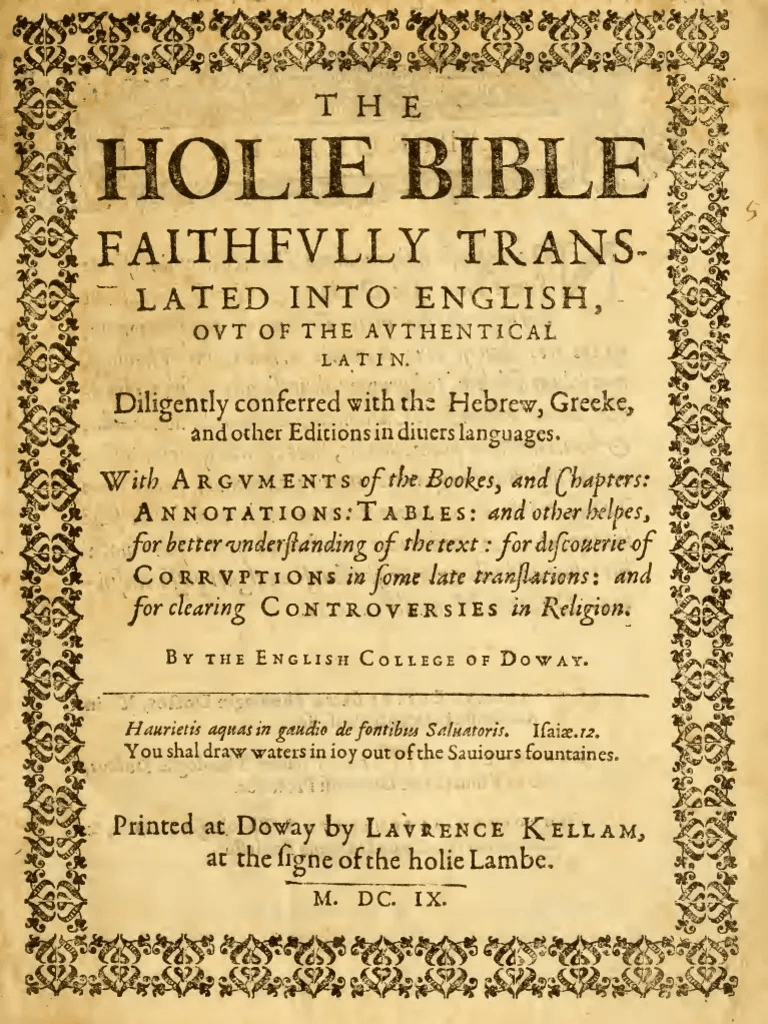 THE
HOLIE BIBLE
FAITHFVLLY TRANS-
LATED INTO ENGLISH,
OVT OF THE AVTHENTICAL
LATIN.
Diligently conferred with the Hebrew, Greeke,
and other Editions in diuers languages.
With ARGVMENTS of the Bookes, and Chapters:
ANNOTATIONS: TABLES: and other helpes,
for better vnderſtanding of the text: for diſcouerie of
CORRVPTIONS in ſome late tranſlations: and
for clearing CONTROVERSIES in Religion.
BY THE ENGLISH COLLEGE OF DOWAY.
Haurietis aquas in gaudio de fontibus Saluatoris. Iſaiæ.12.
You shal draw waters in ioy out of the Sauiours fountaines.
Printed at Doway by LAVRENCE KELLAM,
at the ſigne of the holie Lambe.
M. DC. IX.
5